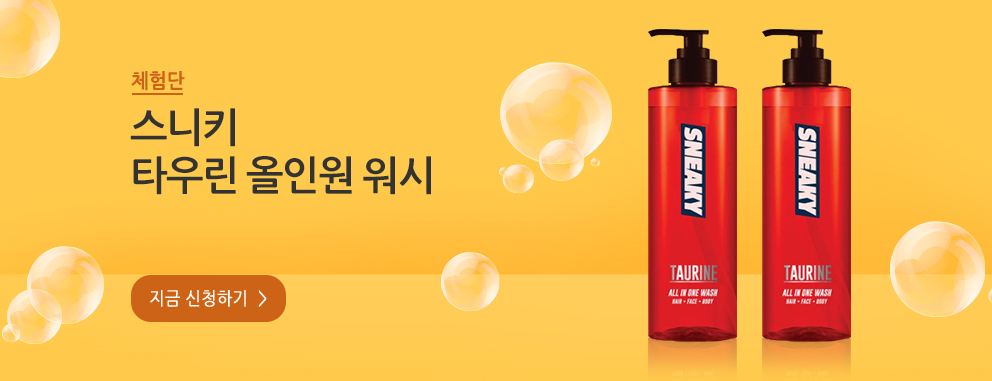 체험단
스니키
타우린 올인원 워시
지금 신청하기 >
SNEAKY
TAURINE
ALL IN ONE WASH
HAIR • FACE • BODY
SNEAKY
TAURINE
ALL IN ONE WASH
HAIR • FACE • BODY